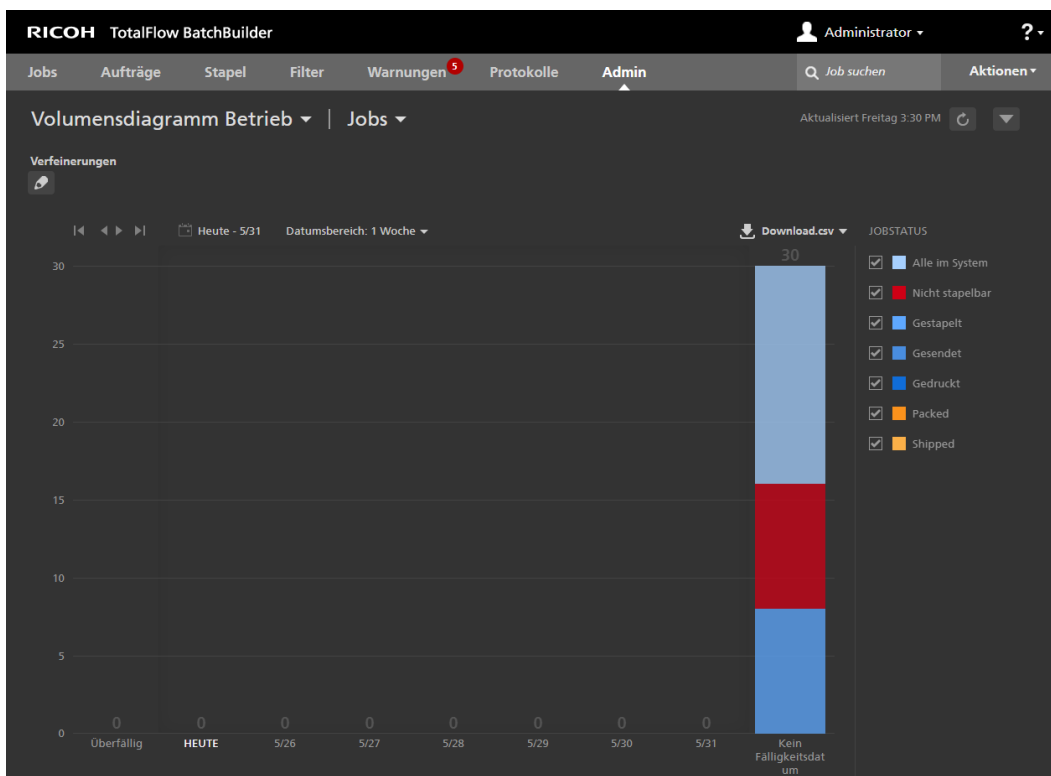 RICOH TotalFlow BatchBuilder Administrator ?
Jobs Aufträge Stapel Filter Warnungen 5 Protokolle Admin Job suchen Aktionen
Volumensdiagramm Betrieb | Jobs Aktualisiert Freitag 3:30 PM
Verfeinerungen
Heute - 5/31 Datumsbereich: 1 Woche Download.csv JOBSTATUS
30
30
25
20
15
10
5
0
0 0 0 0 0 0 0 0
Überfällig HEUTE 5/26 5/27 5/28 5/29 5/30 5/31 Kein
Fälligkeitsdat
um
Alle im System
Nicht stapelbar
Gestapelt
Gesendet
Gedruckt
Packed
Shipped